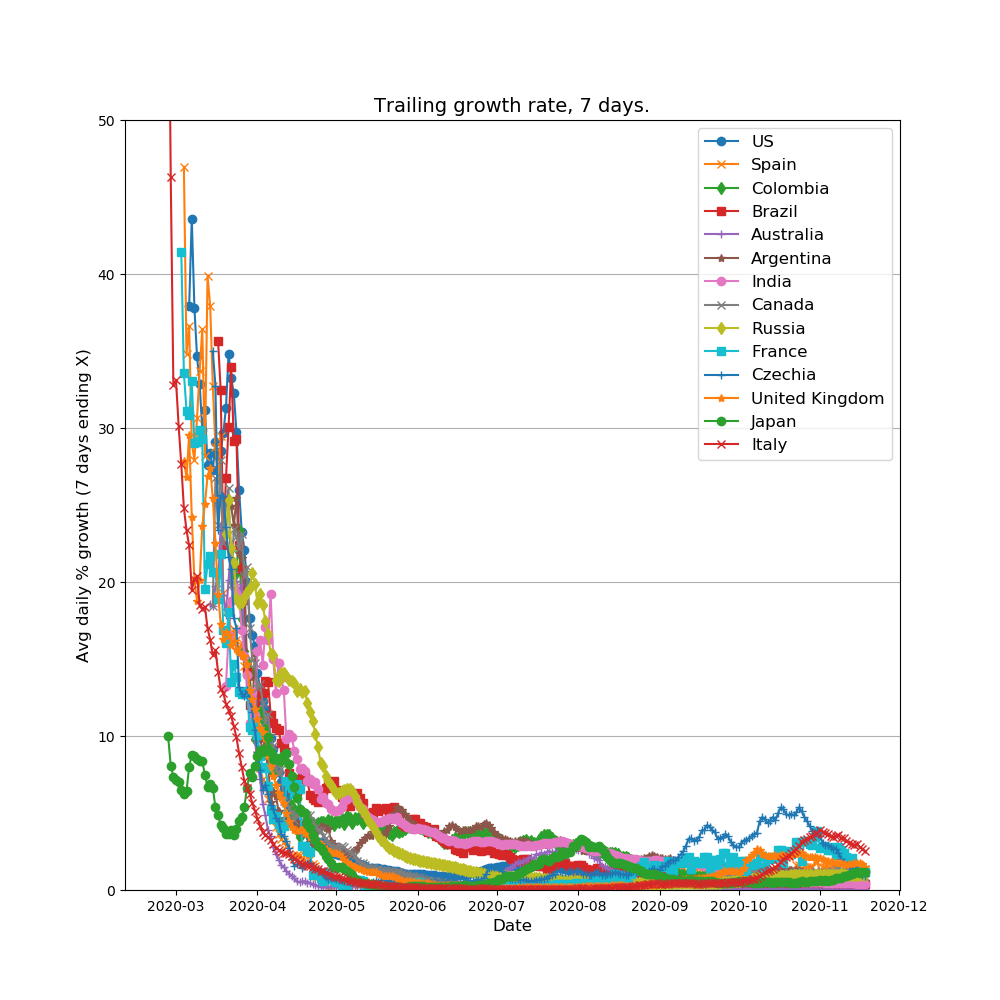 Trailing growth rate, 7 days.
50
40
30
20
10
0
Avg daily % growth (7 days ending X)
US
Spain
Colombia
Brazil
Australia
Argentina
India
Canada
Russia
France
Czechia
United Kingdom
Japan
Italy
2020-03 2020-04 2020-05 2020-06 2020-07 2020-08 2020-09 2020-10 2020-11 2020-12
Date